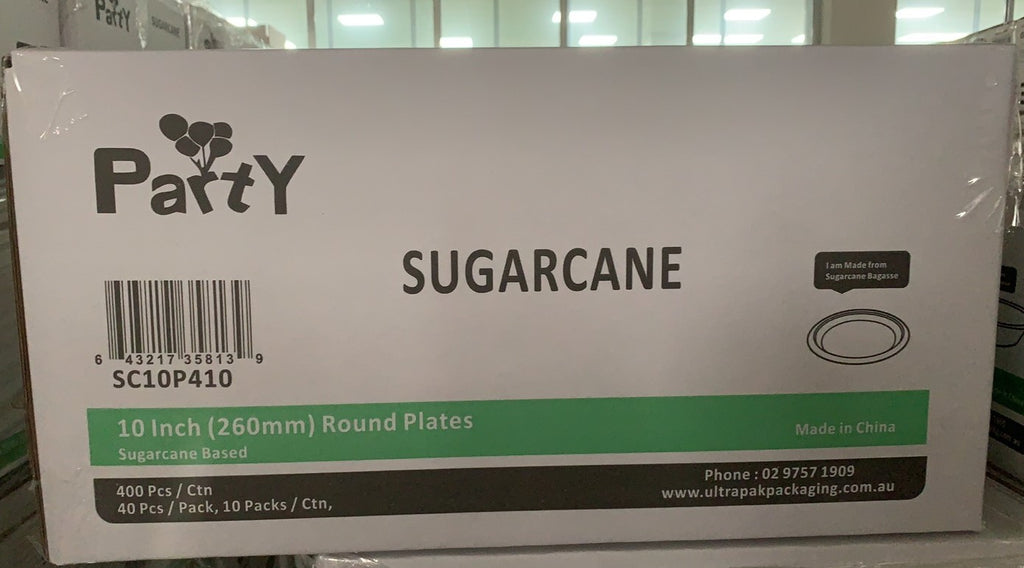 PartY
SUGARCANE
PartY
SUGARCANE
I am Made from
Sugarcane Bagasse
6 43217 35813 9
SC10P410
10 Inch (260mm) Round Plates
Sugarcane Based
Made in China
400 Pcs / Ctn
40 Pcs / Pack, 10 Packs / Ctn,
Phone : 02 9757 1909
www.ultrapakpackaging.com.au